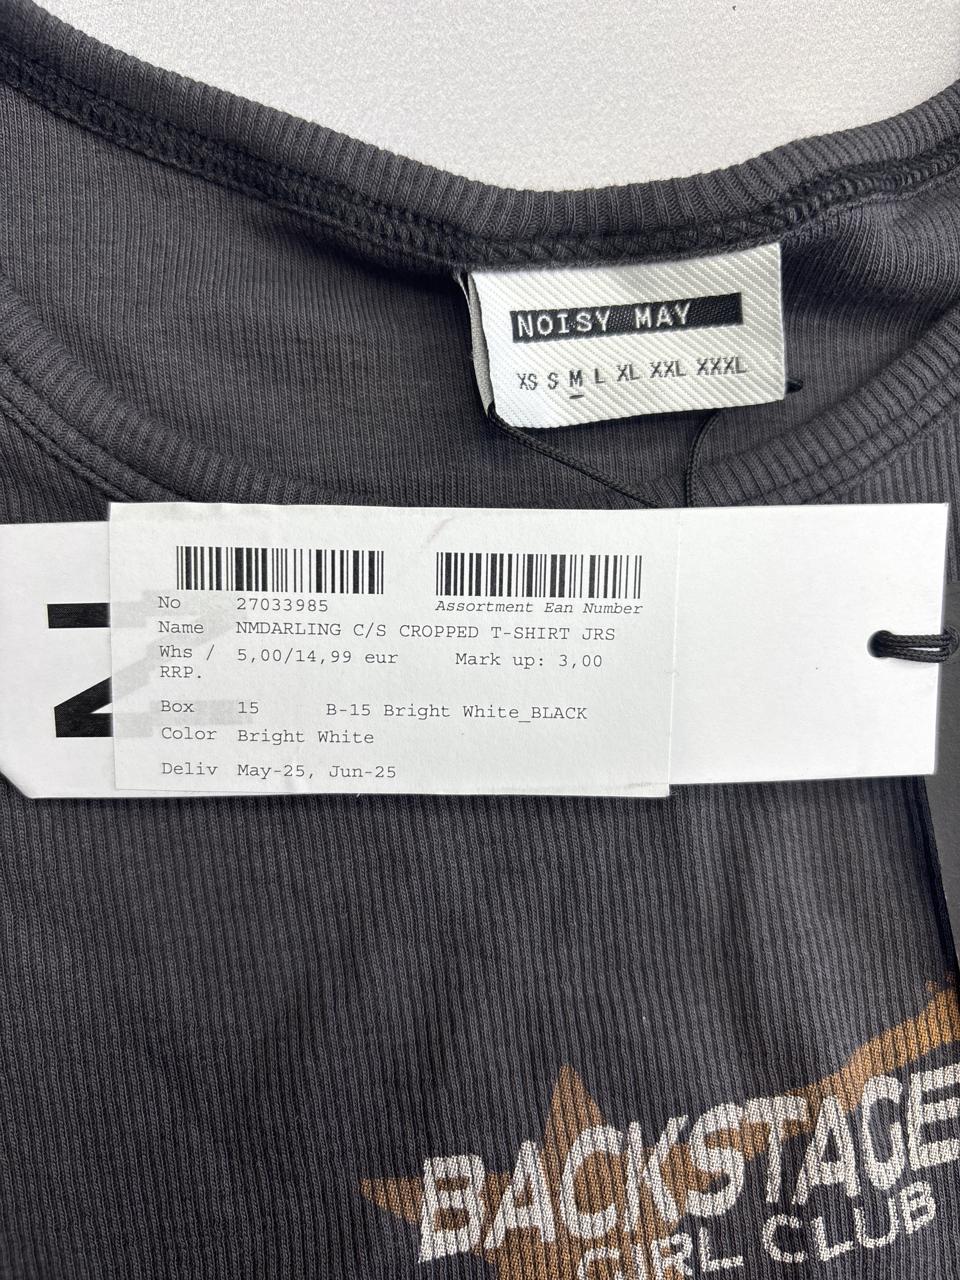 NOISY MAY
XS S M L XL XXL XXXL
No 27033985
Assortment Ean Number
Name NMDARLING C/S CROPPED T-SHIRT JRS
Whs / RRP. 5,00/14,99 eur Mark up: 3,00
Box 15 B-15 Bright White_BLACK
Color Bright White
Deliv May-25, Jun-25
BACKSTAGE
GIRL CLUB